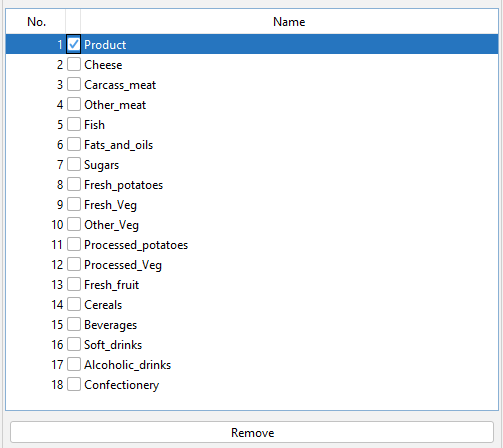 No. Name
1 Product
2 Cheese
3 Carcass_meat
4 Other_meat
5 Fish
6 Fats_and_oils
7 Sugars
8 Fresh_potatoes
9 Fresh_Veg
10 Other_Veg
11 Processed_potatoes
12 Processed_Veg
13 Fresh_fruit
14 Cereals
15 Beverages
16 Soft_drinks
17 Alcoholic_drinks
18 Confectionery
Remove